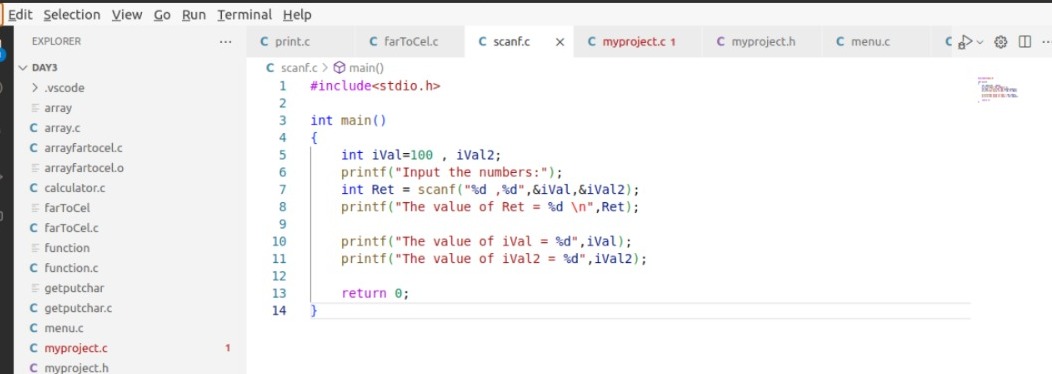 Edit Selection View Go Run Terminal Help
EXPLORER ...
DAY3
.vscode
array
array.c
arrayfartocel.c
arrayfartocel.o
calculator.c
farToCel
farToCel.c
function
function.c
getputchar
getputchar.c
menu.c
myproject.c 1
myproject.h
print.c farToCel.c scanf.c × myproject.c 1 myproject.h menu.c
scanf.c > main()
1 #include<stdio.h>
2
3 int main()
4 {
5 int iVal=100 , iVal2;
6 printf("Input the numbers:");
7 int Ret = scanf("%d ,%d",&iVal,&iVal2);
8 printf("The value of Ret = %d \n",Ret);
9
10 printf("The value of iVal = %d",iVal);
11 printf("The value of iVal2 = %d",iVal2);
12
13 return 0;
14 }